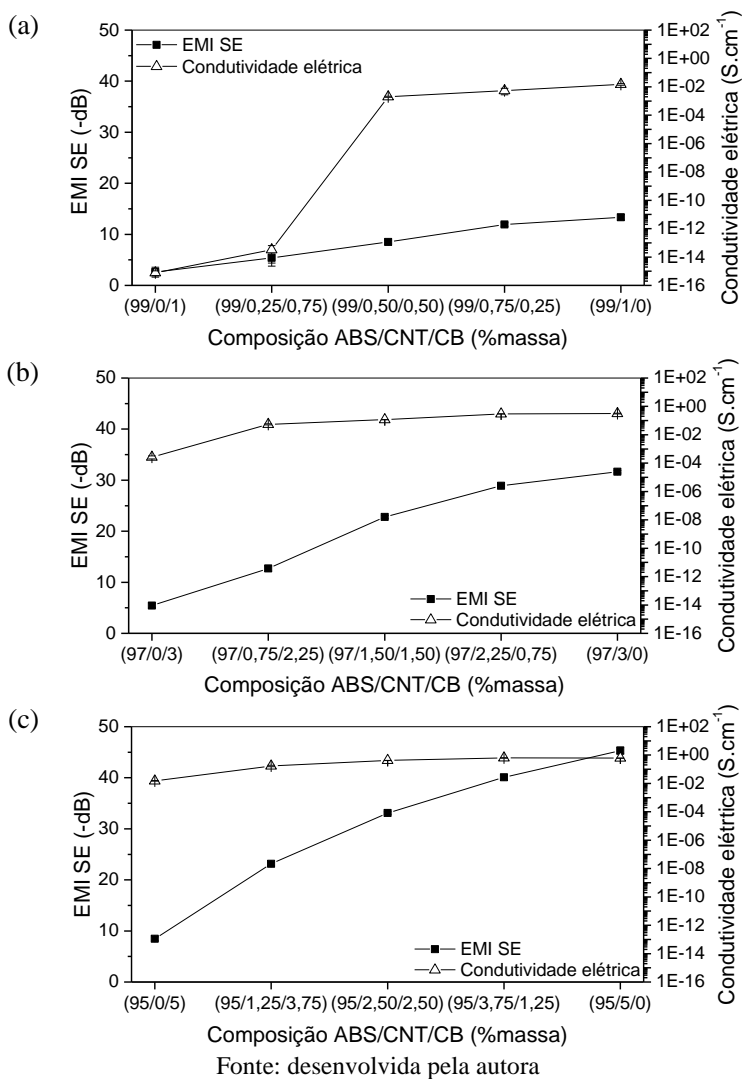 (a)
EMI SE (-dB)
50
40
30
20
10
0
EMI SE
Condutividade elétrica
1E+02
1E+00
1E-02
1E-04
1E-06
1E-08
1E-10
1E-12
1E-14
1E-16
Condutividade elétrica (S.cm-1)
(99/0/1) (99/0,25/0,75) (99/0,50/0,50) (99/0,75/0,25) (99/1/0)
Composição ABS/CNT/CB (%massa)
(b)
EMI SE (-dB)
50
40
30
20
10
0
EMI SE
Condutividade elétrica
1E+02
1E+00
1E-02
1E-04
1E-06
1E-08
1E-10
1E-12
1E-14
1E-16
Condutividade elétrica (S.cm-1)
(97/0/3) (97/0,75/2,25) (97/1,50/1,50) (97/2,25/0,75) (97/3/0)
Composição ABS/CNT/CB (%massa)
(c)
EMI SE (-dB)
50
40
30
20
10
0
EMI SE
Condutividade elétrica
1E+02
1E+00
1E-02
1E-04
1E-06
1E-08
1E-10
1E-12
1E-14
1E-16
Condutividade elétrtica (S.cm-1)
(95/0/5) (95/1,25/3,75) (95/2,50/2,50) (95/3,75/1,25) (95/5/0)
Composição ABS/CNT/CB (%massa)
Fonte: desenvolvida pela autora